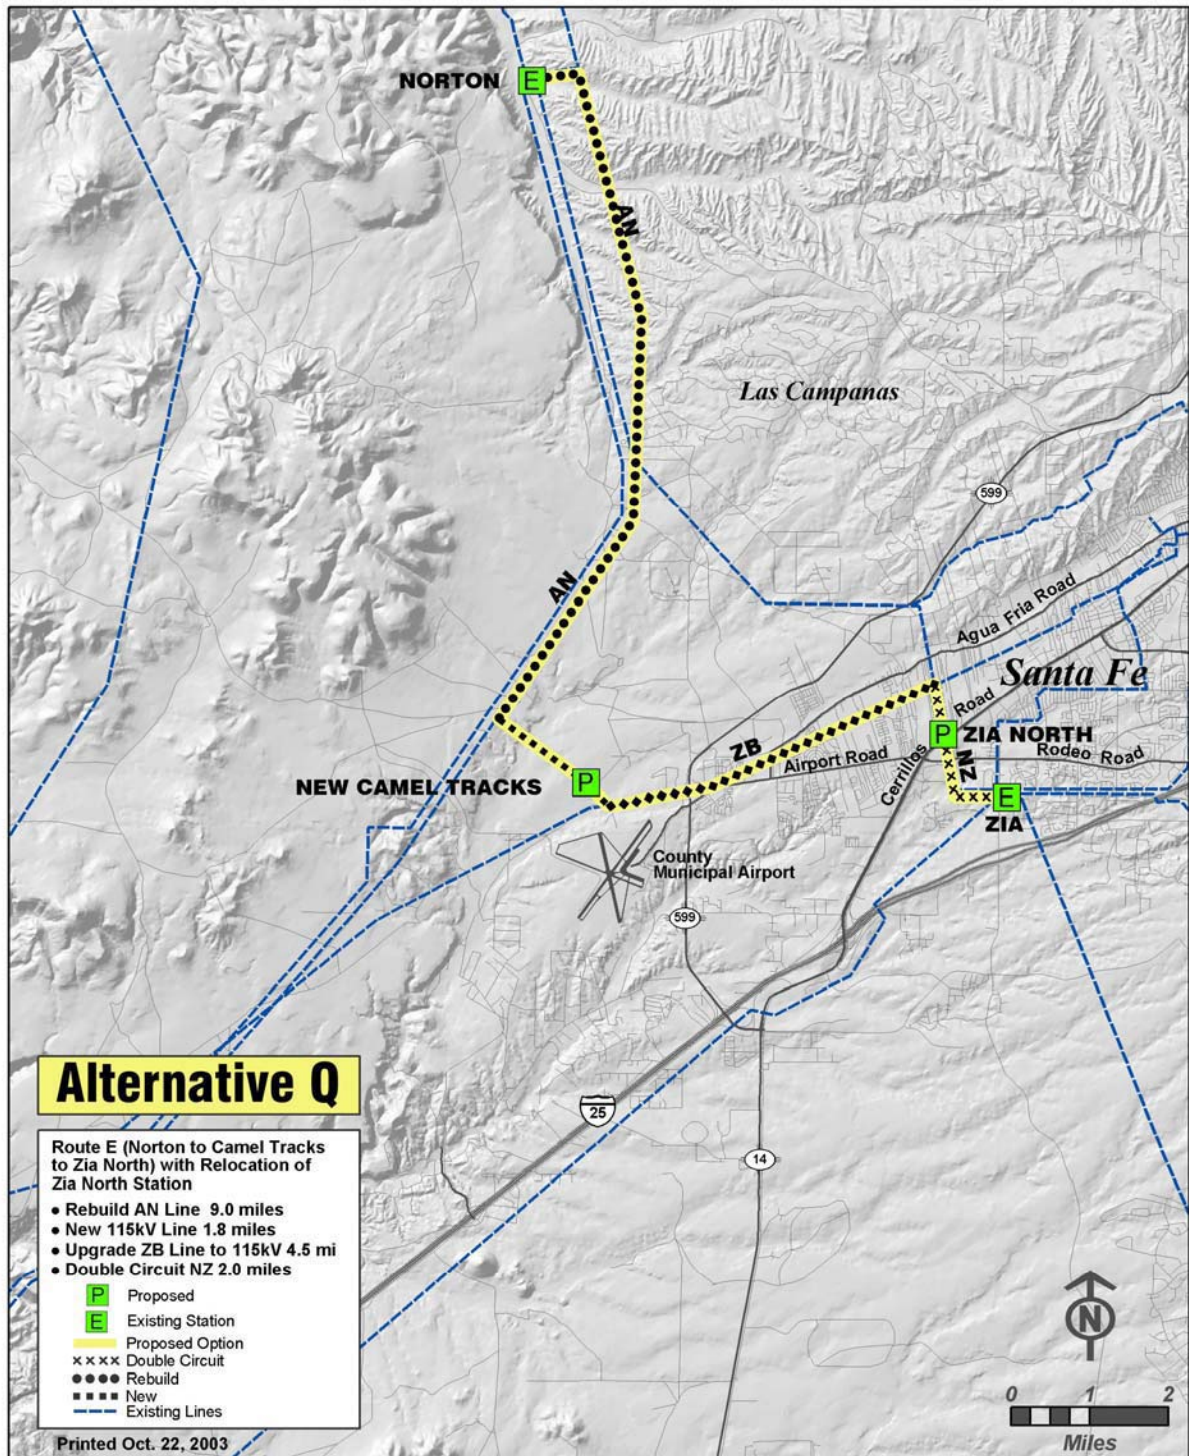 NORTON
E
AN
Las Campanas
599
AN
Agua Fria Road
Santa Fe
Road
P
ZIA NORTH
ZB
Airport Road
Cerrillos
NZ
Rodeo Road
NEW CAMEL TRACKS
P
E
ZIA
County
Municipal Airport
599
25
14
Alternative Q
Route E (Norton to Camel Tracks
to Zia North) with Relocation of
Zia North Station
• Rebuild AN Line 9.0 miles
• New 115kV Line 1.8 miles
• Upgrade ZB Line to 115kV 4.5 mi
• Double Circuit NZ 2.0 miles
P Proposed
E Existing Station
Proposed Option
Double Circuit
Rebuild
New
Existing Lines
Printed Oct. 22, 2003
N
0 1 2
Miles